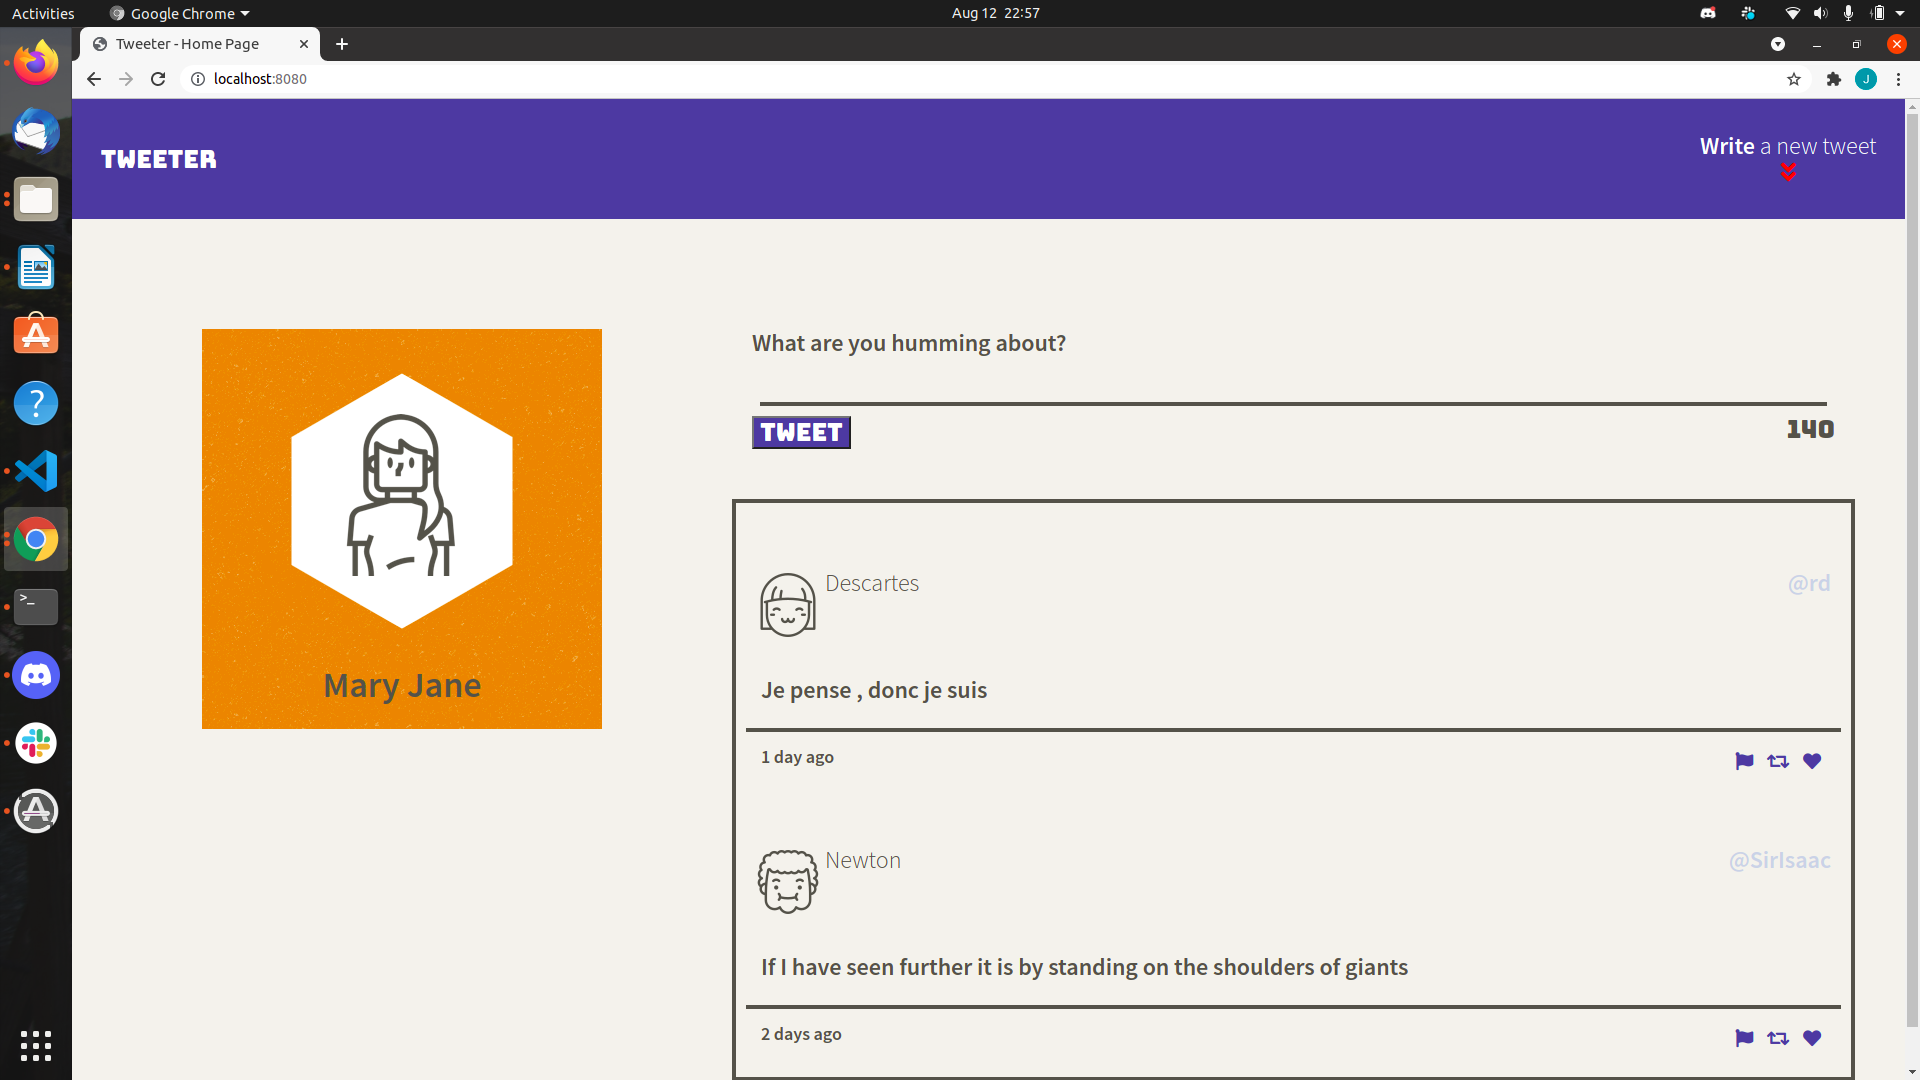 Activities
Google Chrome
Aug 12 22:57
Tweeter - Home Page
localhost:8080
J
TWEETER
Write a new tweet
What are you humming about?
TWEET
140
Mary Jane
Descartes
@rd
Je pense , donc je suis
1 day ago
Newton
@SirIsaac
If I have seen further it is by standing on the shoulders of giants
2 days ago